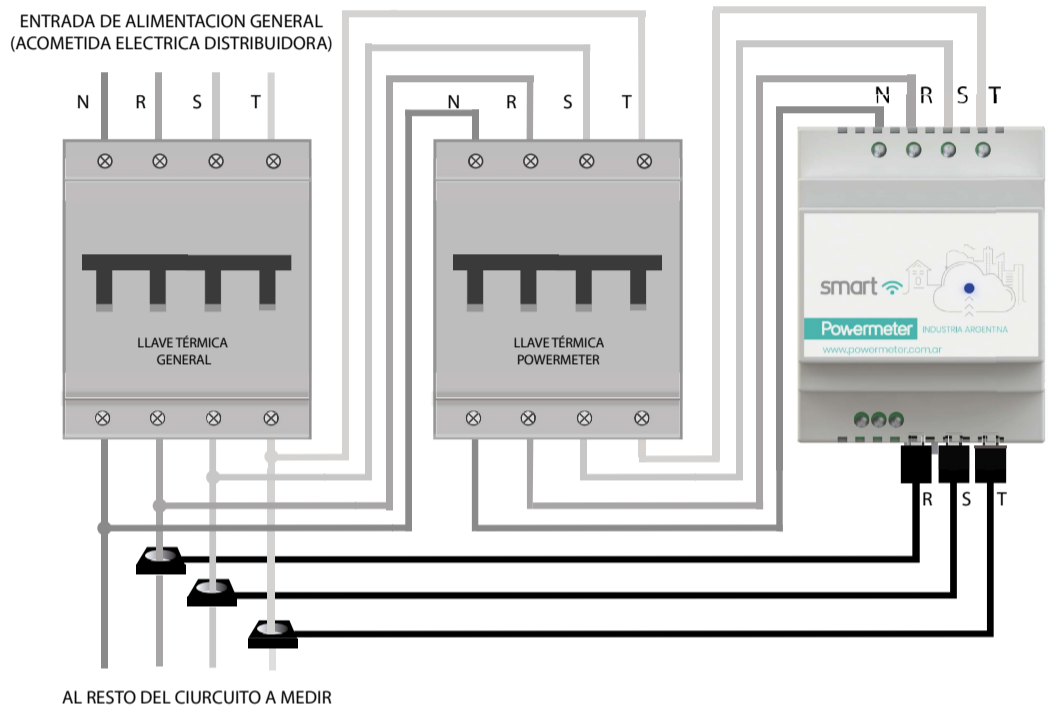 ENTRADA DE ALIMENTACION GENERAL
(ACOMETIDA ELECTRICA DISTRIBUIDORA)
N R S T
N R S T
N R S T
LLAVE TÉRMICA
GENERAL
LLAVE TÉRMICA
POWERMETER
smart
Powermeter INDUSTRIA ARGENTINA
www.powermeter.com.ar
R S T
AL RESTO DEL CIURCUITO A MEDIR